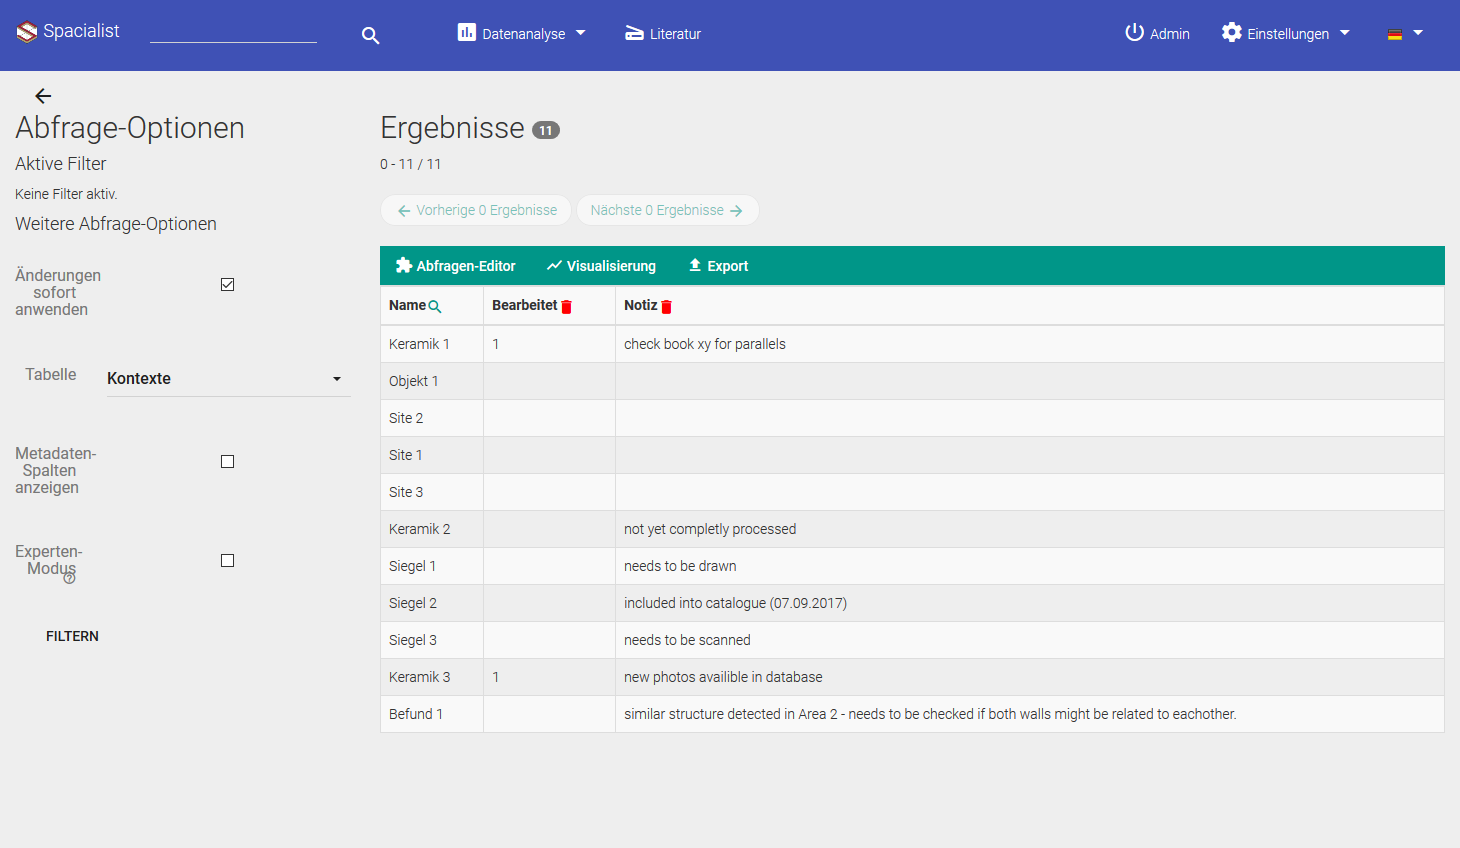 Spacialist
Datenanalyse
Literatur
Admin
Einstellungen
Abfrage-Optionen
Aktive Filter
Keine Filter aktiv.
Weitere Abfrage-Optionen
Änderungen
sofort
anwenden
Tabelle
Kontexte
Metadaten-
Spalten
anzeigen
Experten-
Modus
FILTERN
Ergebnisse 11
0 - 11 / 11
Vorherige 0 Ergebnisse
Nächste 0 Ergebnisse
Abfragen-Editor
Visualisierung
Export
Name Bearbeitet Notiz
Keramik 1 1 check book xy for parallels
Objekt 1
Site 2
Site 1
Site 3
Keramik 2 not yet completly processed
Siegel 1 needs to be drawn
Siegel 2 included into catalogue (07.09.2017)
Siegel 3 needs to be scanned
Keramik 3 1 new photos availible in database
Befund 1 similar structure detected in Area 2 - needs to be checked if both walls might be related to eachother.